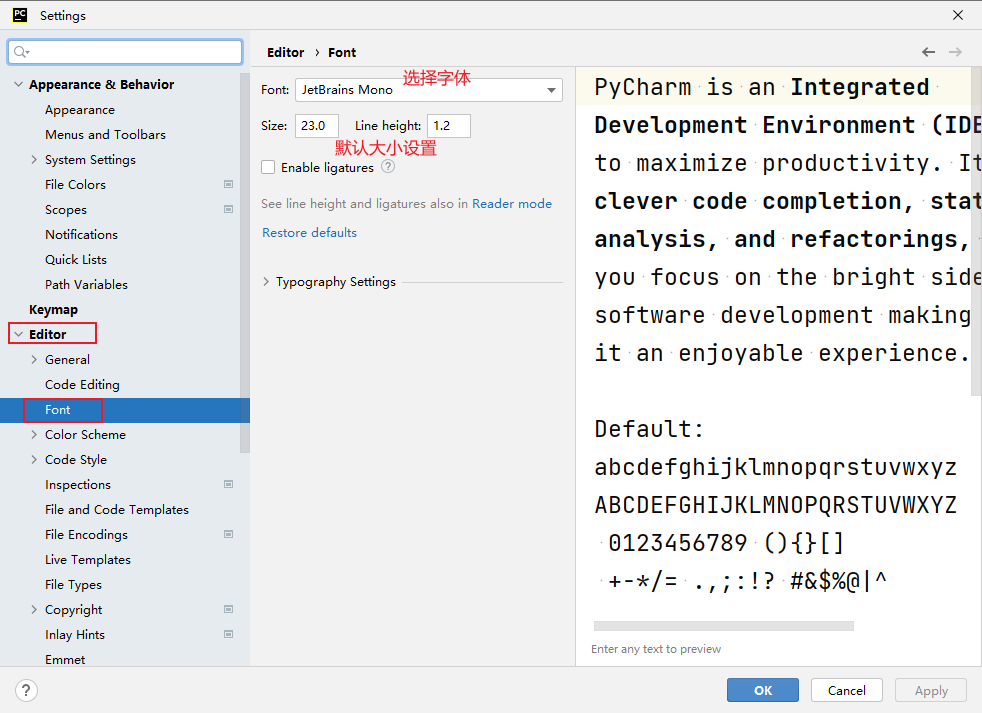 PC
Settings
Editor › Font
Appearance & Behavior
Appearance
Menus and Toolbars
System Settings
File Colors
Scopes
Notifications
Quick Lists
Path Variables
Keymap
Editor
General
Code Editing
Font
Color Scheme
Code Style
Inspections
File and Code Templates
File Encodings
Live Templates
File Types
Copyright
Inlay Hints
Emmet
选择字体
Font: JetBrains Mono
Size: 23.0 Line height: 1.2
默认大小设置
Enable ligatures ?
See line height and ligatures also in Reader mode
Restore defaults
Typography Settings
PyCharm is an Integrated
Development Environment (IDE
to maximize productivity. It
clever code completion, stat
analysis, and refactorings,
you focus on the bright side
software development making
it an enjoyable experience.
Default:
abcdefghijklmnopqrstuvwxyz
ABCDEFGHIJKLMNOPQRSTUVWXYZ
0123456789 (){}[]
+-*/= .,;:!? #&$%@|^
Enter any text to preview
? OK Cancel Apply